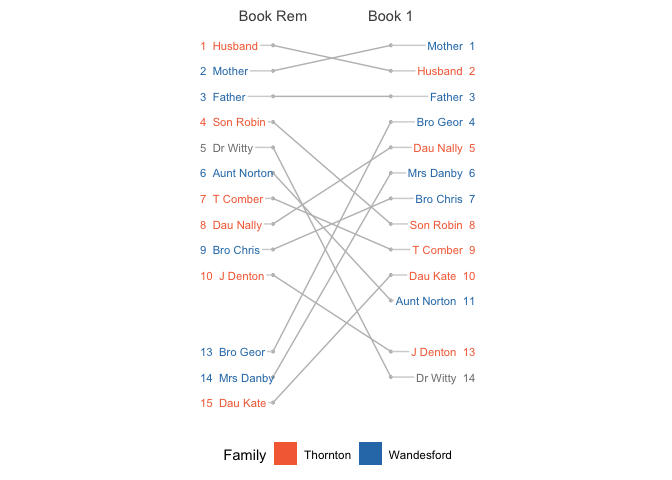 Book Rem Book 1
1 Husband Mother 1
2 Mother Husband 2
3 Father Father 3
4 Son Robin Bro Geor 4
5 Dr Witty Dau Nally 5
6 Aunt Norton Mrs Danby 6
7 T Comber Bro Chris 7
8 Dau Nally Son Robin 8
9 Bro Chris T Comber 9
10 J Denton Dau Kate 10
Aunt Norton 11
13 Bro Geor J Denton 13
14 Mrs Danby Dr Witty 14
15 Dau Kate
Family Thornton Wandesford